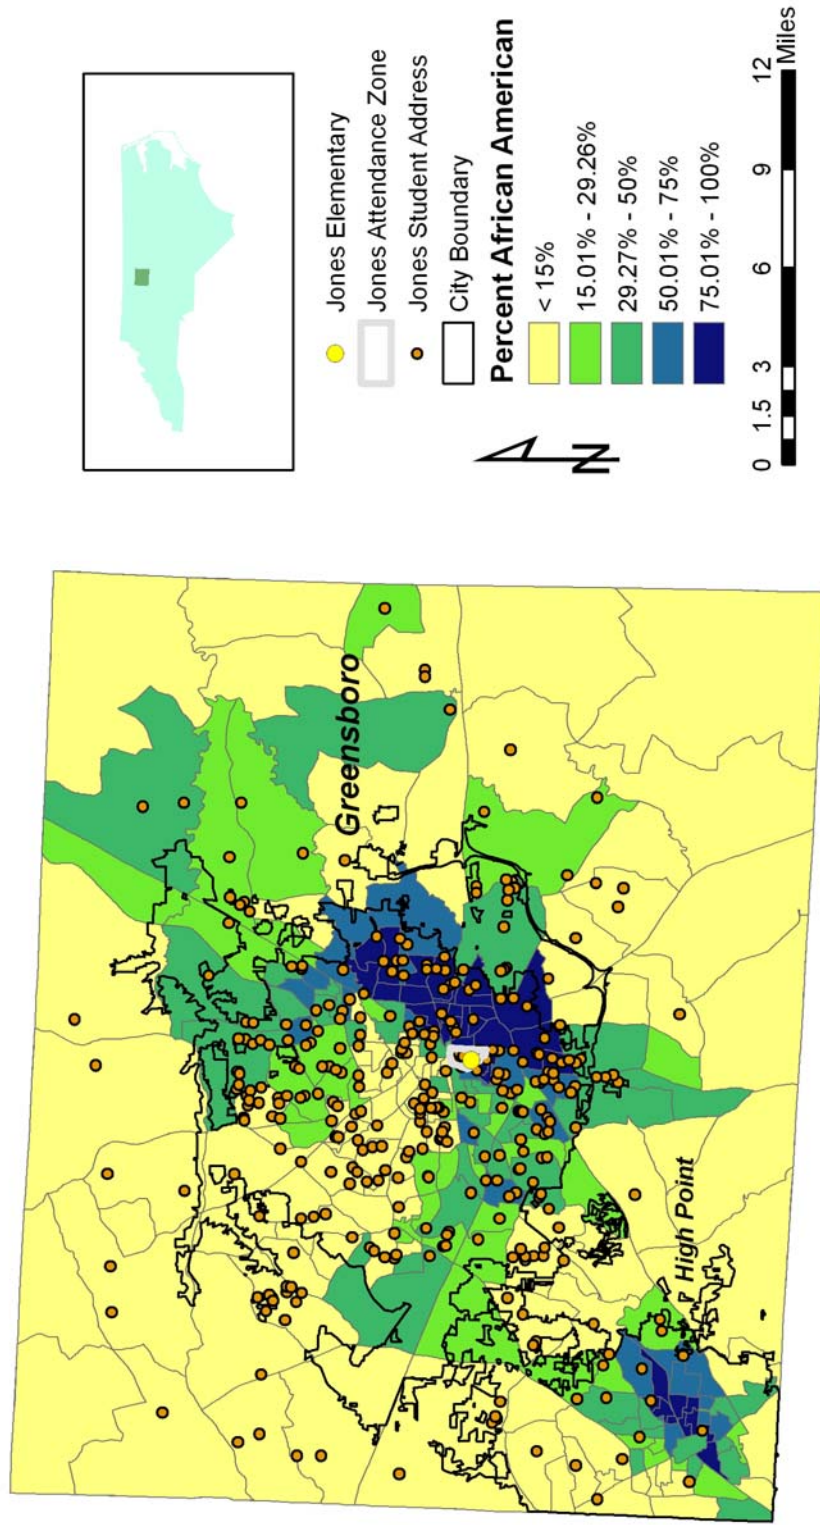 Greensboro
High Point
Jones Elementary
Jones Attendance Zone
Jones Student Address
City Boundary
Percent African American
< 15%
15.01% - 29.26%
29.27% - 50%
50.01% - 75%
75.01% - 100%
N
0 1.5 3 6 9 12
Miles